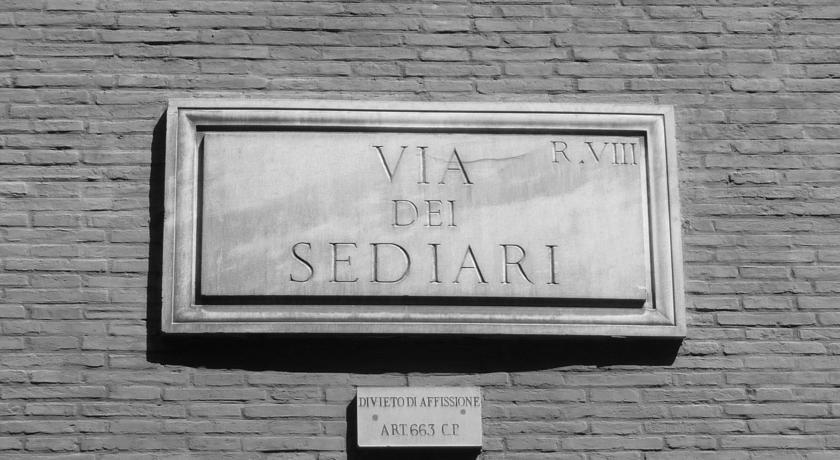 R.VIII
VIA
DEI
SEDIARI
DIVIETO DI AFFISSIONE
ART.663 C.P.